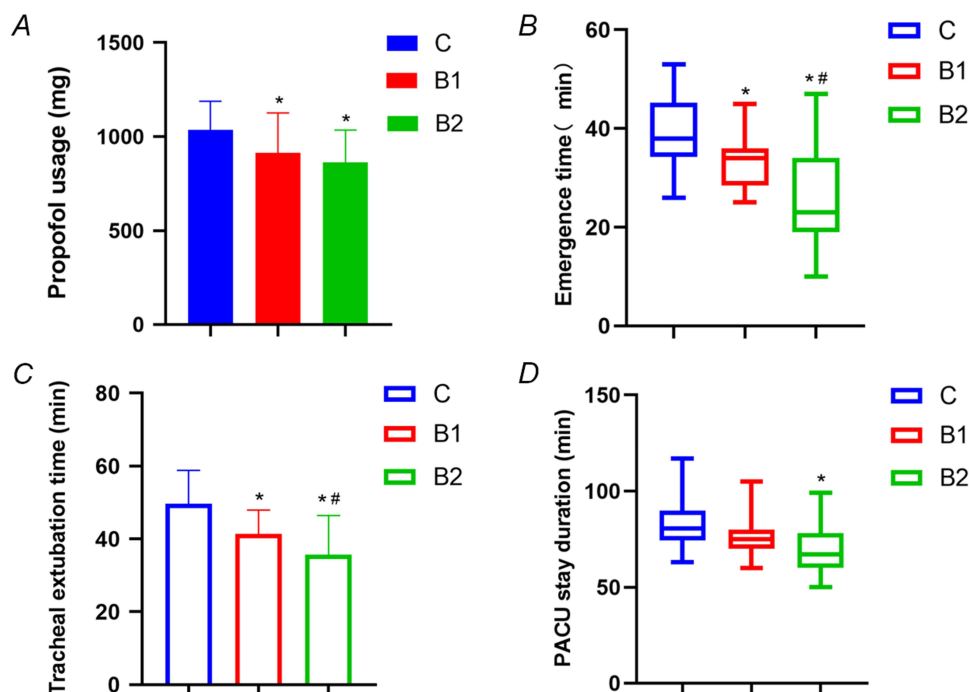 A
Propofol usage (mg)
1500
1000
500
0
*
*
C
B1
B2
B
Emergence time( min)
60
40
20
0
*
*#
C
B1
B2
C
Tracheal extubation time (min)
80
60
40
20
0
*
*#
C
B1
B2
D
PACU stay duration (min)
150
100
50
0
*
C
B1
B2